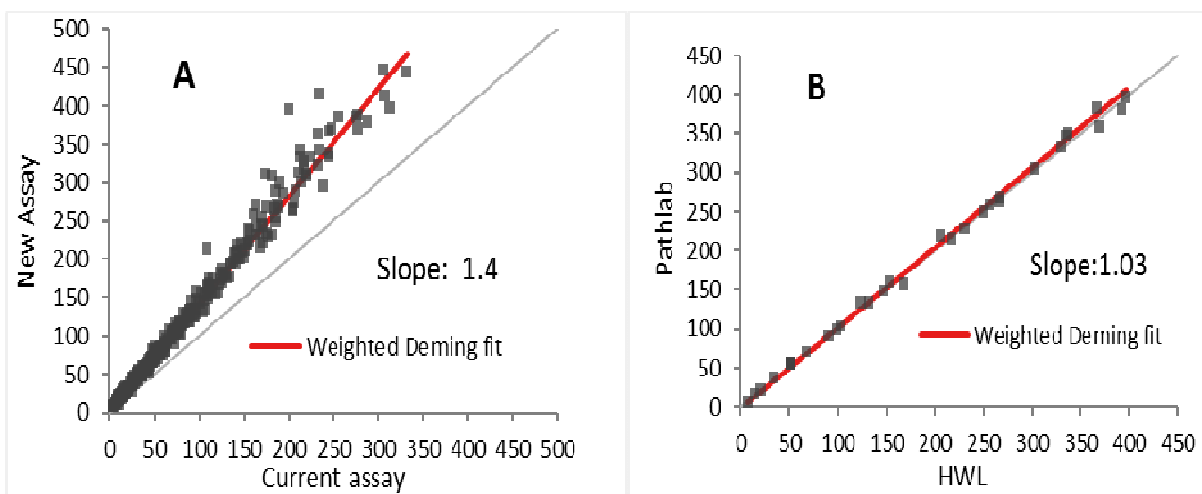 A
New Assay
500
450
400
350
300
250
200
150
100
50
0
Slope: 1.4
Weighted Deming fit
0 50 100 150 200 250 300 350 400 450 500
Current assay
B
Pathlab
450
400
350
300
250
200
150
100
50
0
Slope:1.03
Weighted Deming fit
0 50 100 150 200 250 300 350 400 450
HWL